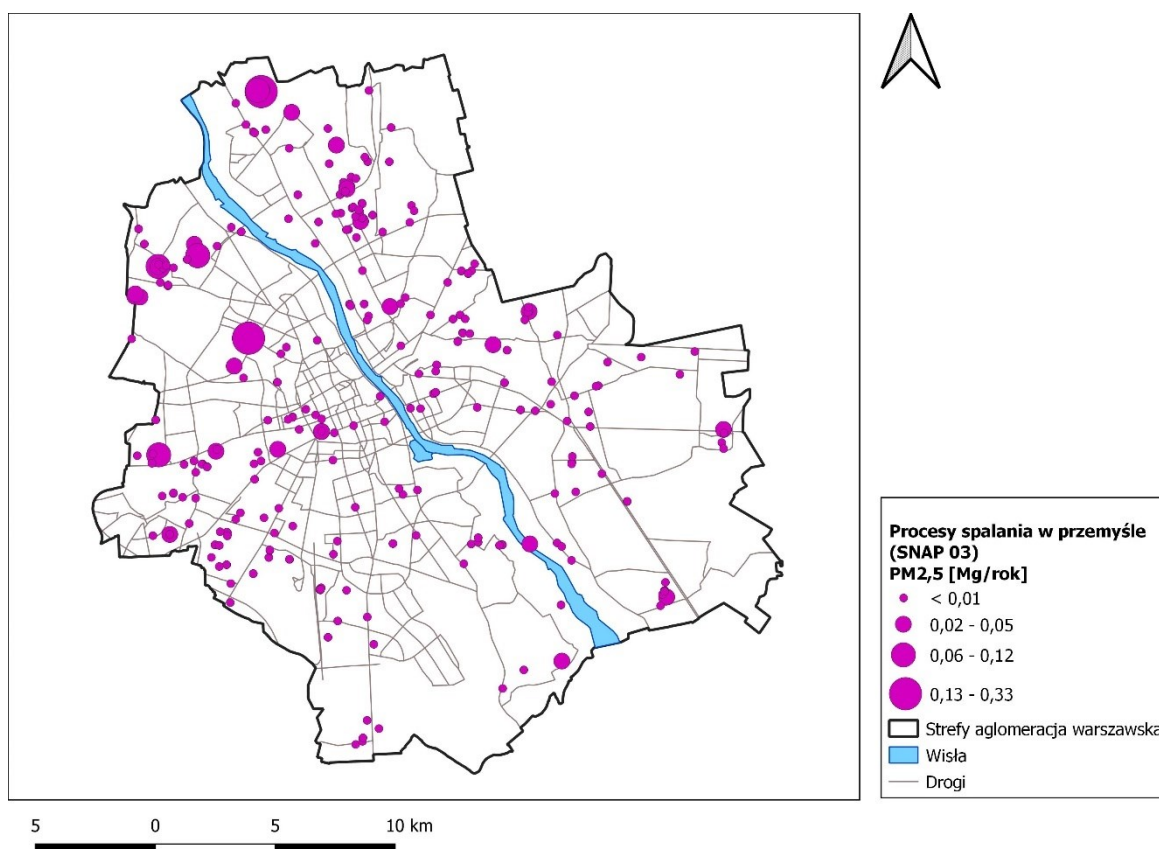 Procesy spalania w przemyśle
(SNAP 03)
PM2,5 [Mg/rok]
< 0,01
0,02 - 0,05
0,06 - 0,12
0,13 - 0,33
Strefy aglomeracja warszawska
Wisła
Drogi
5 0 5 10 km